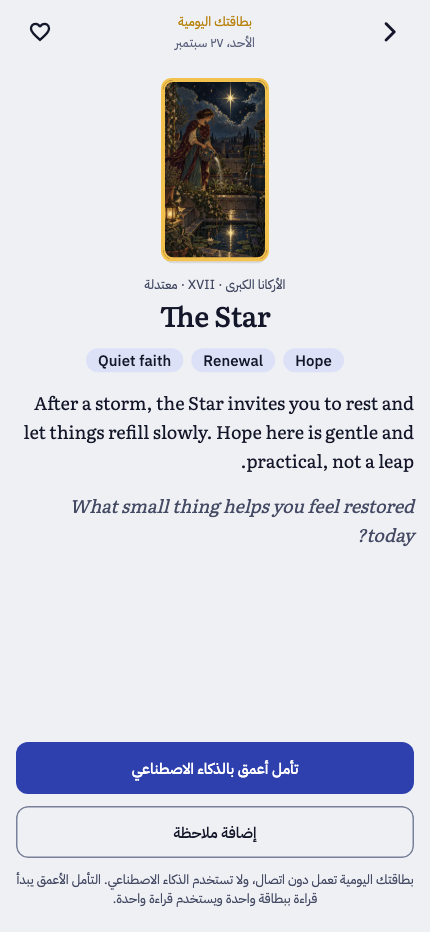 بطاقتك اليومية
الأحد، ٢٧ سبتمبر
الأركانا الكبرى · XVII · معتدلة
The Star
Hope
Renewal
Quiet faith
After a storm, the Star invites you to rest and
let things refill slowly. Hope here is gentle and
practical, not a leap.
What small thing helps you feel restored
today?
تأمل أعمق بالذكاء الاصطناعي
إضافة ملاحظة
بطاقتك اليومية تعمل دون اتصال، ولا تستخدم الذكاء الاصطناعي. التأمل الأعمق يبدأ
قراءة ببطاقة واحدة ويستخدم قراءة واحدة.